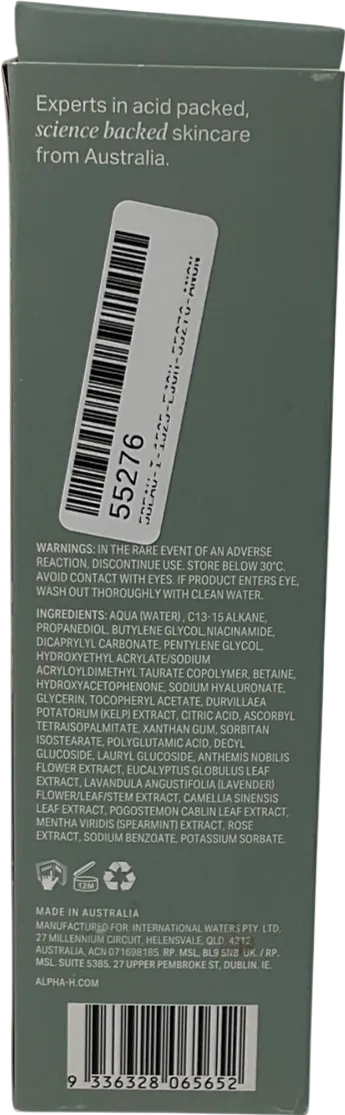 Experts in acid packed,
science backed skincare
from Australia.
55276
WARNINGS: IN THE RARE EVENT OF AN ADVERSE
REACTION, DISCONTINUE USE. STORE BELOW 30°C.
AVOID CONTACT WITH EYES. IF PRODUCT ENTERS EYE,
WASH OUT THOROUGHLY WITH CLEAN WATER.
INGREDIENTS: AQUA (WATER), C13-15 ALKANE,
PROPANEDIOL, BUTYLENE GLYCOL, NIACINAMIDE,
DICAPRYLYL CARBONATE, PENTYLENE GLYCOL,
HYDROXYETHYL ACRYLATE/SODIUM
ACRYLOYLDIMETHYL TAURATE COPOLYMER, BETAINE,
HYDROXYACETOPHENONE, SODIUM HYALURONATE,
GLYCERIN, TOCOPHERYL ACETATE, DURVILLAEA
POTATORUM (KELP) EXTRACT, CITRIC ACID, ASCORBYL
TETRAISOPALMITATE, XANTHAN GUM, SORBITAN
ISOSTEARATE, POLYGLUTAMIC ACID, DECYL
GLUCOSIDE, LAURYL GLUCOSIDE, ANTHEMIS NOBILIS
FLOWER EXTRACT, EUCALYPTUS GLOBULUS LEAF
EXTRACT, LAVANDULA ANGUSTIFOLIA (LAVENDER)
FLOWER/LEAF/STEM EXTRACT, CAMELLIA SINENSIS
LEAF EXTRACT, POGOSTEMON CABLIN LEAF EXTRACT,
MENTHA VIRIDIS (SPEARMINT) EXTRACT, ROSE
EXTRACT, SODIUM BENZOATE, POTASSIUM SORBATE.
12M
MADE IN AUSTRALIA
MANUFACTURED FOR: INTERNATIONAL WATERS PTY. LTD.
27 MILLENNIUM CIRCUIT, HELENSVALE, QLD. 4212,
AUSTRALIA, ACN 071698185. RP. MSL, BL9 5NB UK. / RP.
MSL. SUITE 5385, 27 UPPER PEMBROKE ST, DUBLIN. IE.
ALPHA-H.COM
9 336328 065652